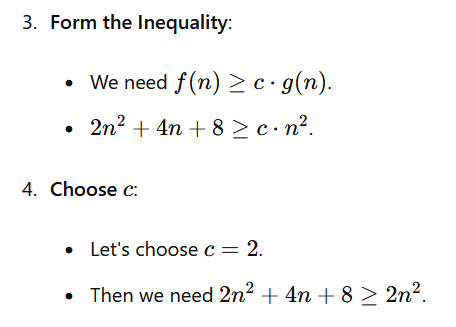 3. Form the Inequality:
• We need f(n) ≥ c · g(n).
• 2n² + 4n + 8 ≥ c · n².
4. Choose c:
• Let's choose c = 2.
• Then we need 2n² + 4n + 8 ≥ 2n².